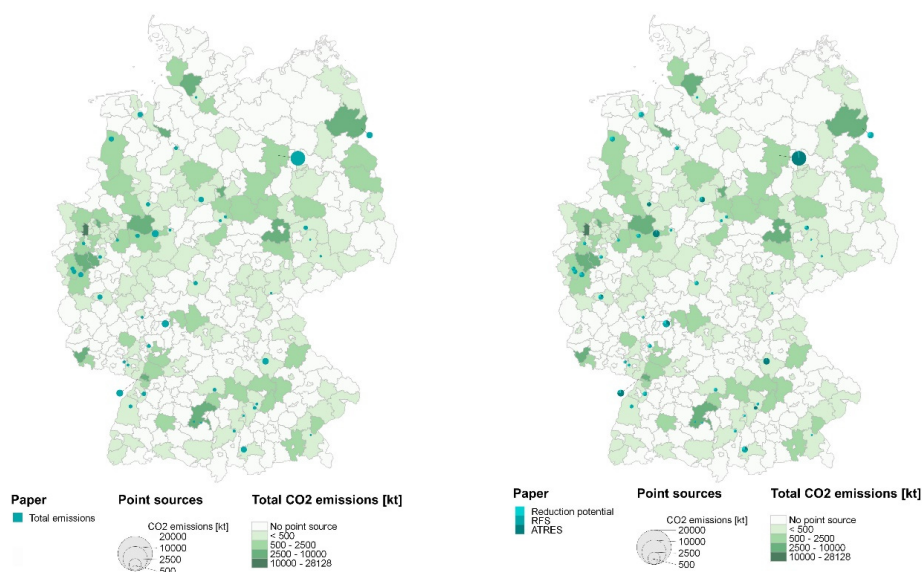 Paper
Total emissions
Point sources
CO2 emissions [kt]
20000
10000
2500
500
Total CO2 emissions [kt]
No point source
< 500
500 - 2500
2500 - 10000
10000 - 28128
Paper
Reduction potential
RFS
ATRES
Point sources
CO2 emissions [kt]
20000
10000
2500
500
Total CO2 emissions [kt]
No point source
< 500
500 - 2500
2500 - 10000
10000 - 28128